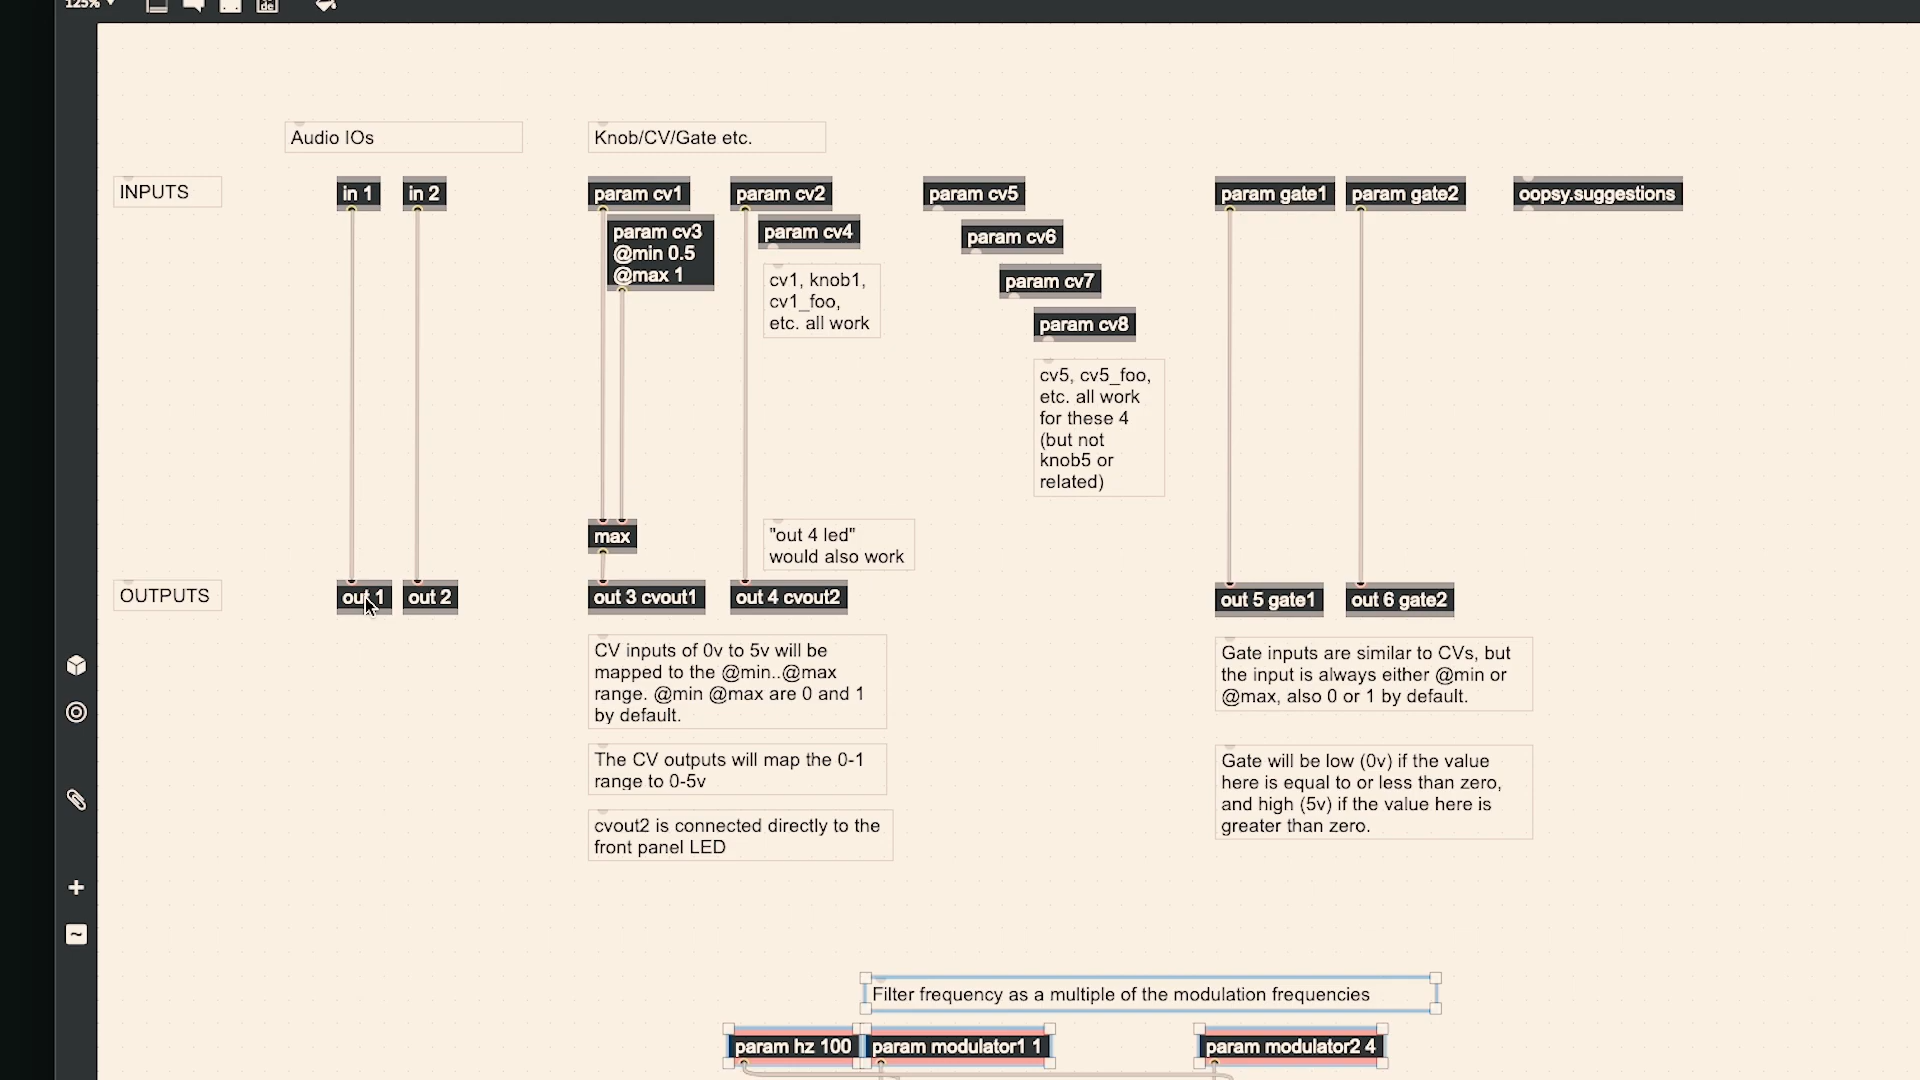 125%
Audio IOs
Knob/CV/Gate etc.
INPUTS
in 1
in 2
param cv1
param cv2
param cv5
param gate1
param gate2
oopsy.suggestions
param cv3
@min 0.5
@max 1
param cv4
param cv6
cv1, knob1,
cv1_foo,
etc. all work
param cv7
param cv8
cv5, cv5_foo,
etc. all work
for these 4
(but not
knob5 or
related)
max
"out 4 led"
would also work
OUTPUTS
out 1
out 2
out 3 cvout1
out 4 cvout2
out 5 gate1
out 6 gate2
CV inputs of 0v to 5v will be
mapped to the @min..@max
range. @min @max are 0 and 1
by default.
Gate inputs are similar to CVs, but
the input is always either @min or
@max, also 0 or 1 by default.
The CV outputs will map the 0-1
range to 0-5v
Gate will be low (0v) if the value
here is equal to or less than zero,
and high (5v) if the value here is
greater than zero.
cvout2 is connected directly to the
front panel LED
Filter frequency as a multiple of the modulation frequencies
param hz 100
param modulator1 1
param modulator2 4